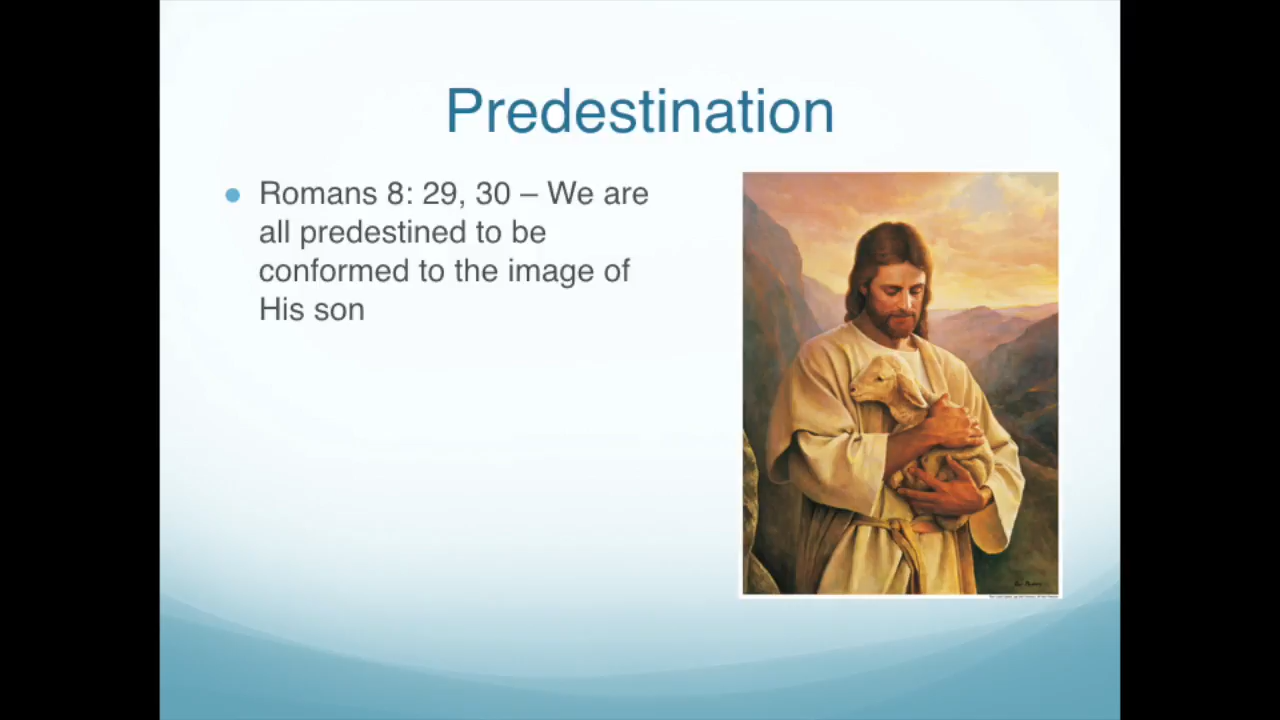 Predestination
Romans 8: 29, 30 – We are
all predestined to be
conformed to the image of
His son